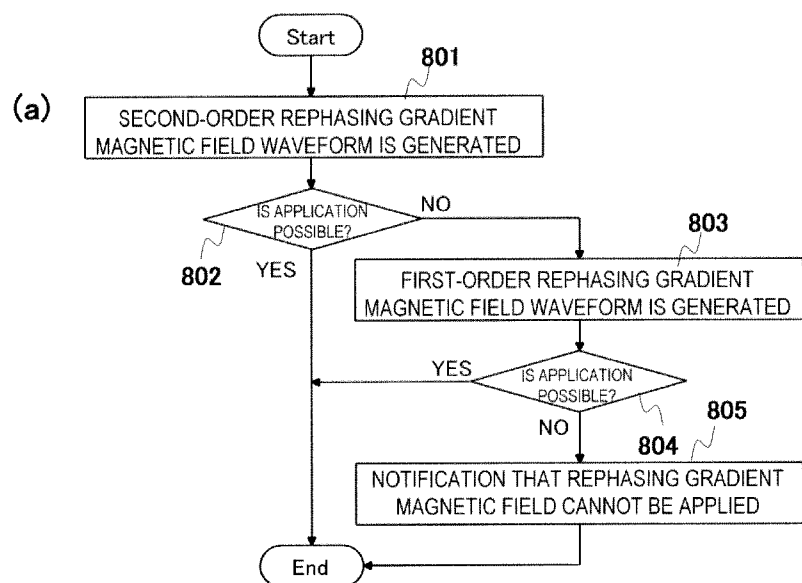 Start
801
(a)
SECOND-ORDER REPHASING GRADIENT
MAGNETIC FIELD WAVEFORM IS GENERATED
IS APPLICATION
POSSIBLE?
NO
802
YES
803
FIRST-ORDER REPHASING GRADIENT
MAGNETIC FIELD WAVEFORM IS GENERATED
YES
IS APPLICATION
POSSIBLE?
NO
804
805
NOTIFICATION THAT REPHASING GRADIENT
MAGNETIC FIELD CANNOT BE APPLIED
End